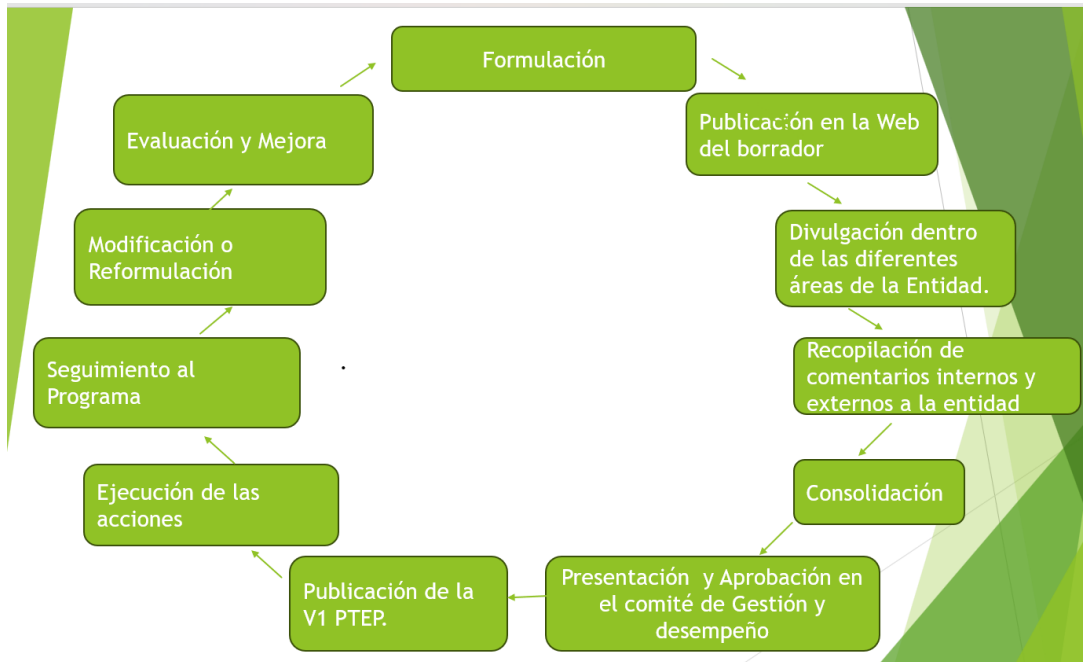 Formulación
Publicación en la Web
del borrador
Divulgación dentro
de las diferentes
áreas de la Entidad.
Recopilación de
comentarios internos y
externos a la entidad
Consolidación
Presentación y Aprobación en
el comité de Gestión y
desempeño
Publicación de la
V1 PTEP.
Ejecución de las
acciones
Seguimiento al
Programa
Modificación o
Reformulación
Evaluación y Mejora
.